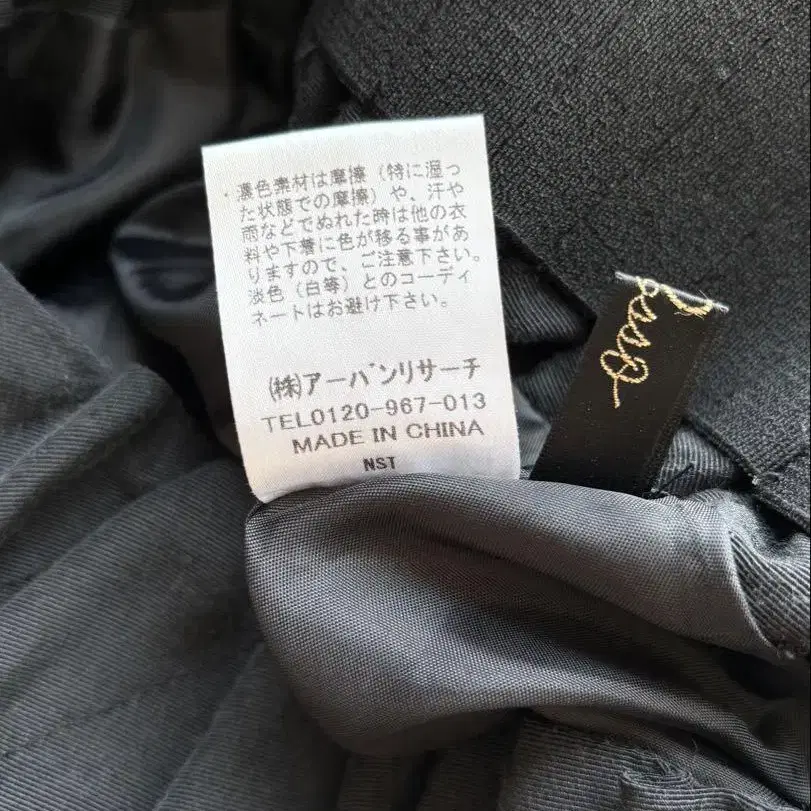 ・濃色素材は摩擦（特に湿っ
た状態での摩擦）や、汗や
雨などでぬれた時は他の衣
料や下着に色が移る事があ
りますので、ご注意下さい。
淡色（白等）とのコーディ
ネートはお避け下さい。
㈱アーバンリサーチ
TEL0120-967-013
MADE IN CHINA
NST